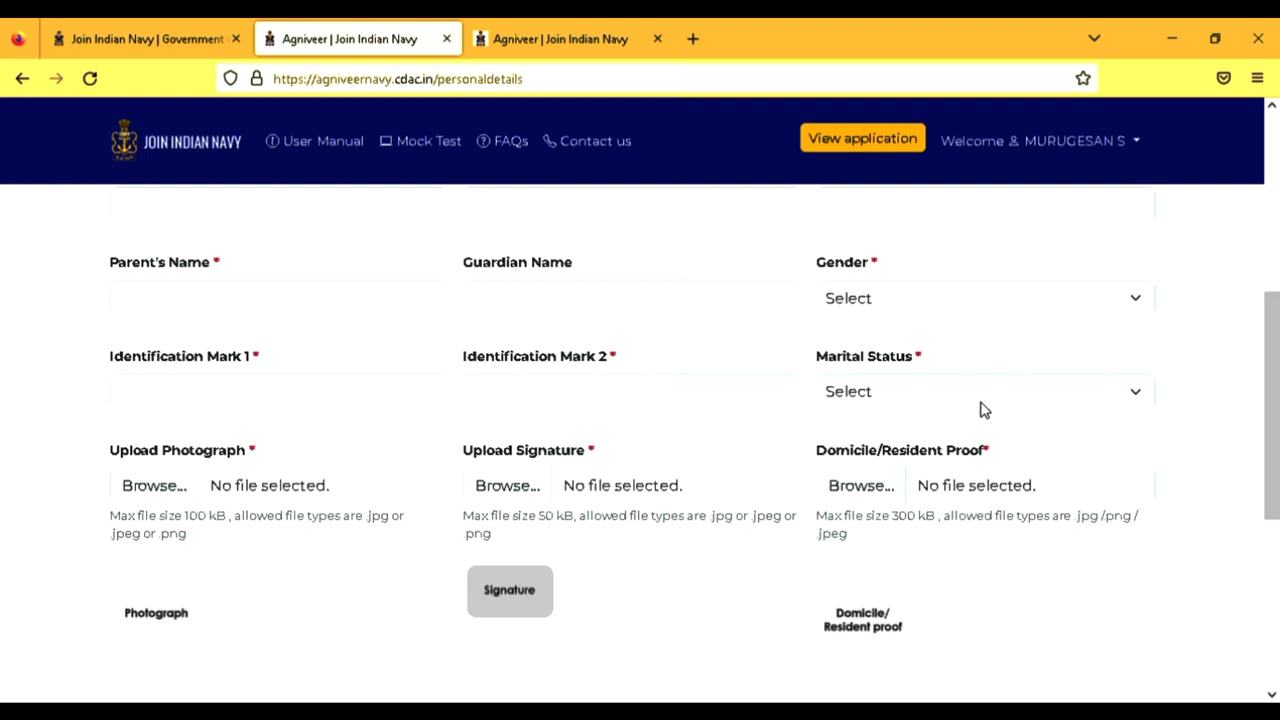 Join Indian Navy | Government
Agniveer | Join Indian Navy
Agniveer | Join Indian Navy
https://agniveernavy.cdac.in/personaldetails
JOIN INDIAN NAVY
User Manual
Mock Test
FAQs
Contact us
View application
Welcome MURUGESAN S
Parent's Name *
Guardian Name
Gender *
Select
Identification Mark 1 *
Identification Mark 2 *
Marital Status *
Select
Upload Photograph *
Upload Signature *
Domicile/Resident Proof*
Browse... No file selected.
Browse... No file selected.
Browse... No file selected.
Max file size 100 kB , allowed file types are .jpg or
.jpeg or .png
Max file size 50 kB, allowed file types are .jpg or .jpeg or
.png
Max file size 300 kB , allowed file types are .jpg /png /
.jpeg
Photograph
Signature
Domicile/
Resident proof